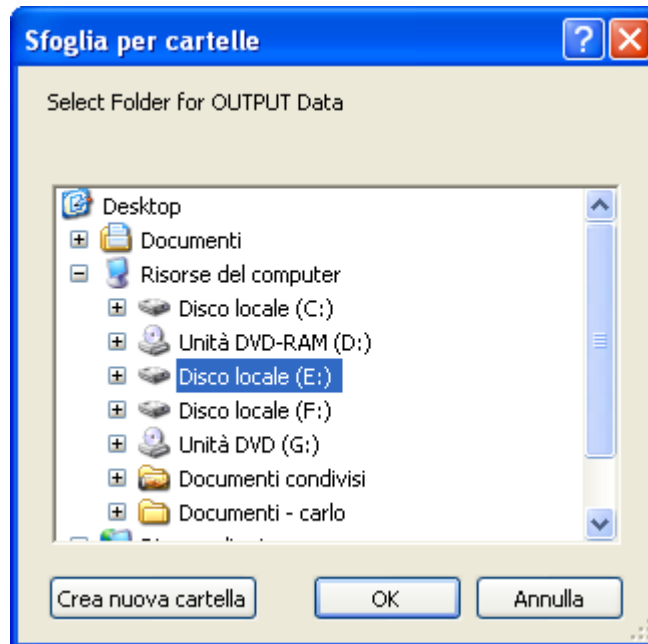 Sfoglia per cartelle
Select Folder for OUTPUT Data
Desktop
Documenti
Risorse del computer
Disco locale (C:)
Unità DVD-RAM (D:)
Disco locale (E:)
Disco locale (F:)
Unità DVD (G:)
Documenti condivisi
Documenti - carlo
Crea nuova cartella OK Annulla